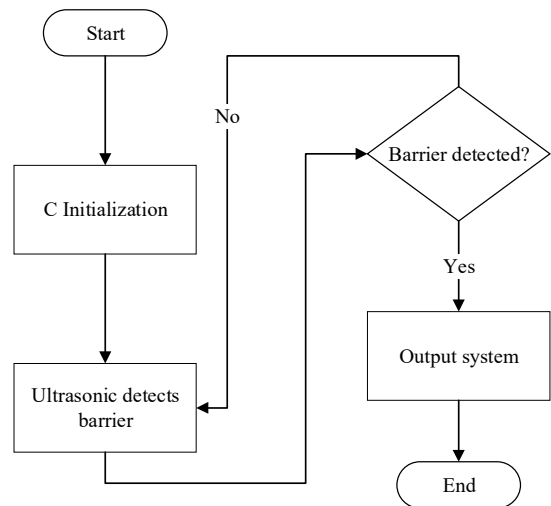 Start
C Initialization
Ultrasonic detects
barrier
No
Barrier detected?
Yes
Output system
End